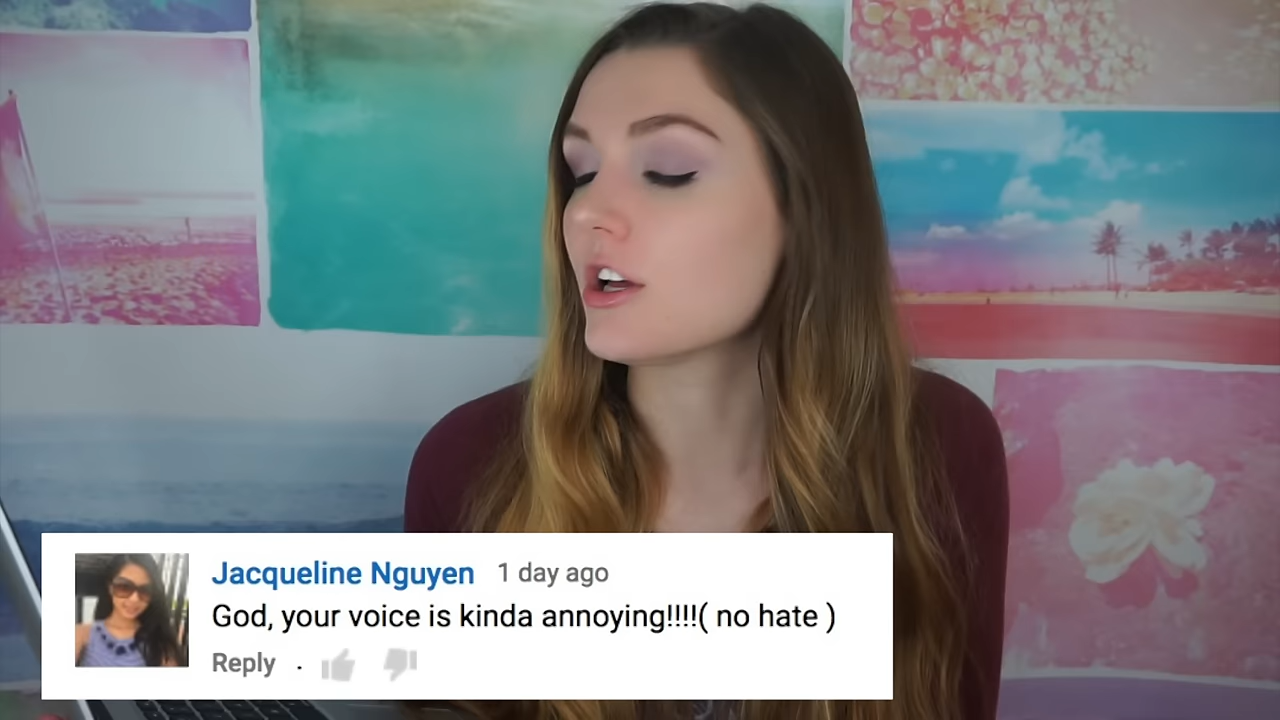 Jacqueline Nguyen 1 day ago
God, your voice is kinda annoying!!!!( no hate )
Reply .